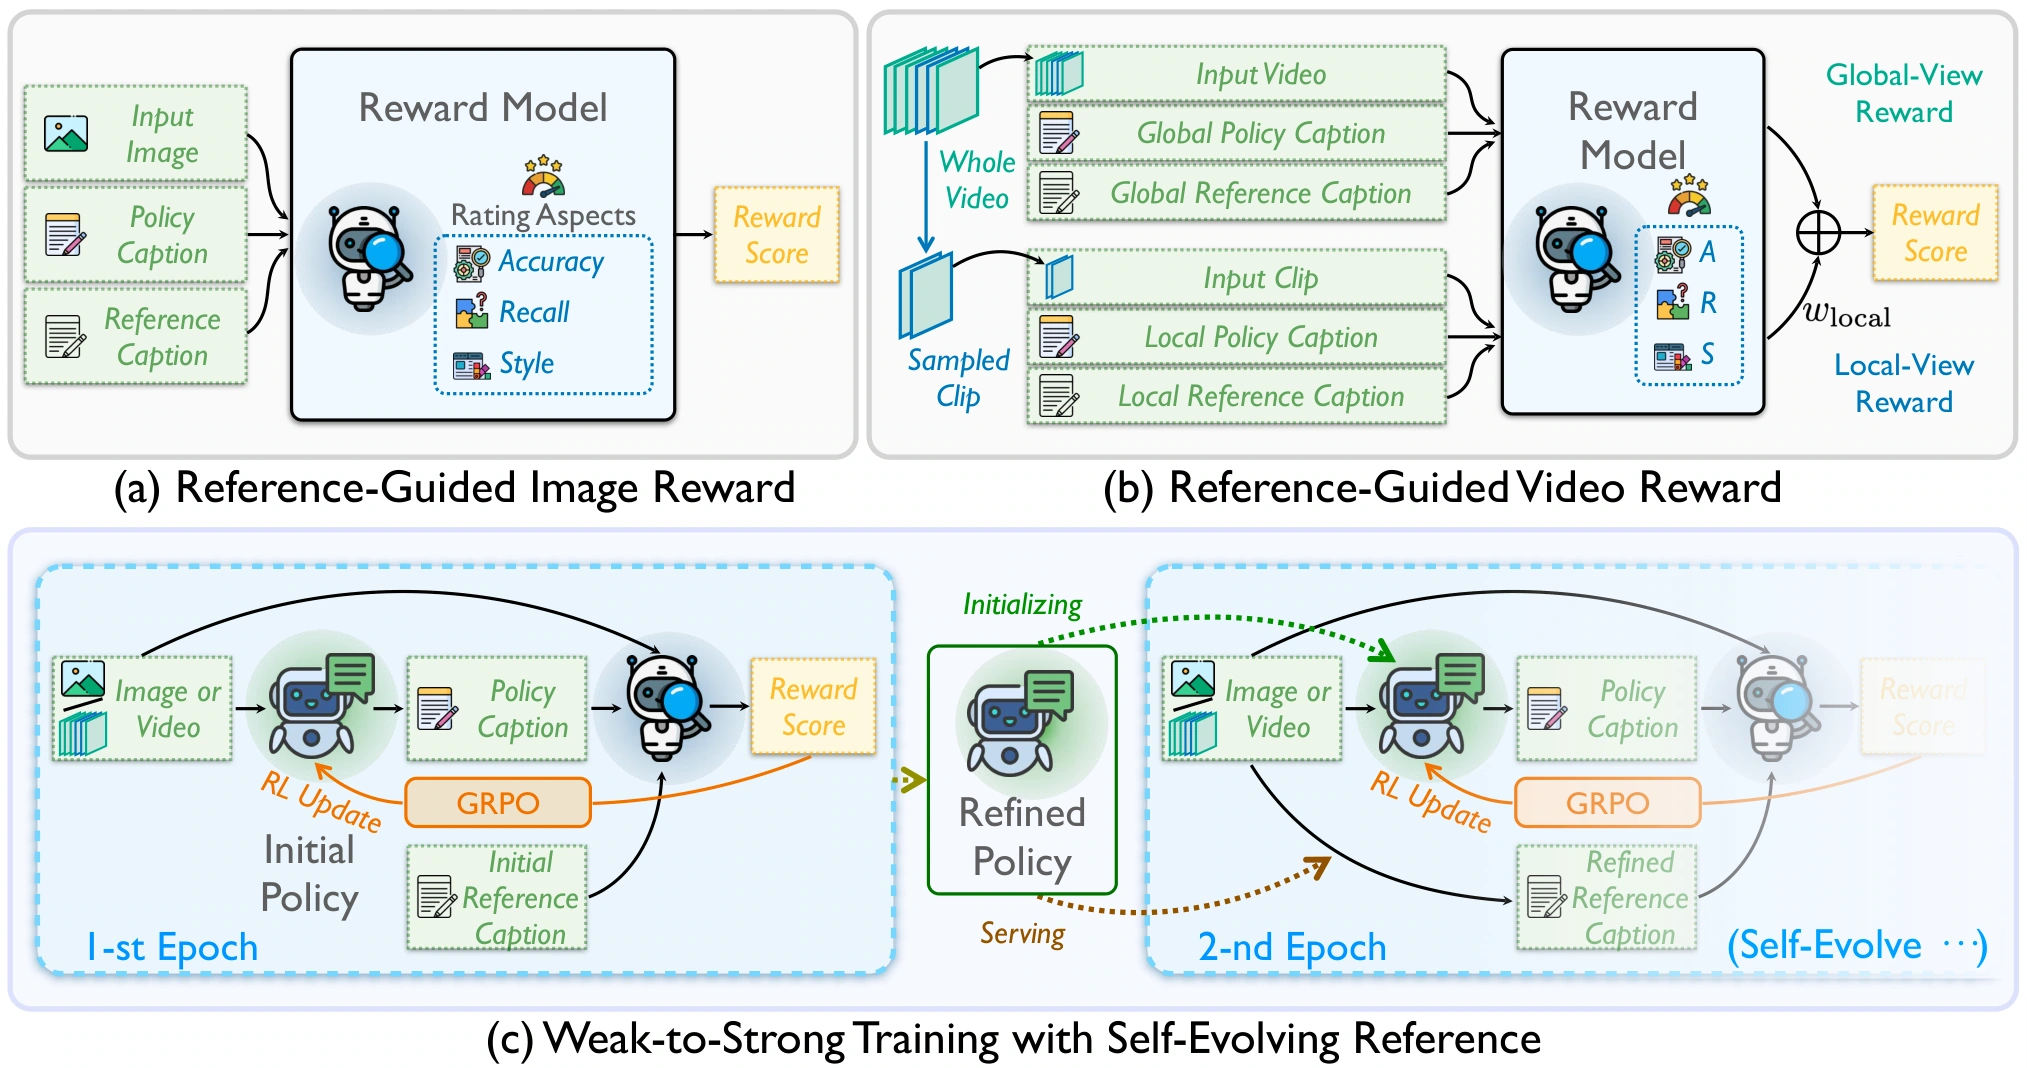 Input
Image
Policy
Caption
Reference
Caption
Reward Model
Rating Aspects
Accuracy
Recall
Style
Reward
Score
(a) Reference-Guided Image Reward
Whole
Video
Sampled
Clip
Input Video
Global Policy Caption
Global Reference Caption
Input Clip
Local Policy Caption
Local Reference Caption
Reward
Model
A
R
S
Global-View
Reward
w_local
Local-View
Reward
Reward
Score
(b) Reference-Guided Video Reward
Image or
Video
Policy
Caption
Reward
Score
RL Update
GRPO
Initial
Policy
Initial
Reference
Caption
1-st Epoch
Initializing
Refined
Policy
Serving
Image or
Video
Policy
Caption
Reward
Score
RL Update
GRPO
Refined
Reference
Caption
2-nd Epoch
(Self-Evolve ···)
(c) Weak-to-Strong Training with Self-Evolving Reference